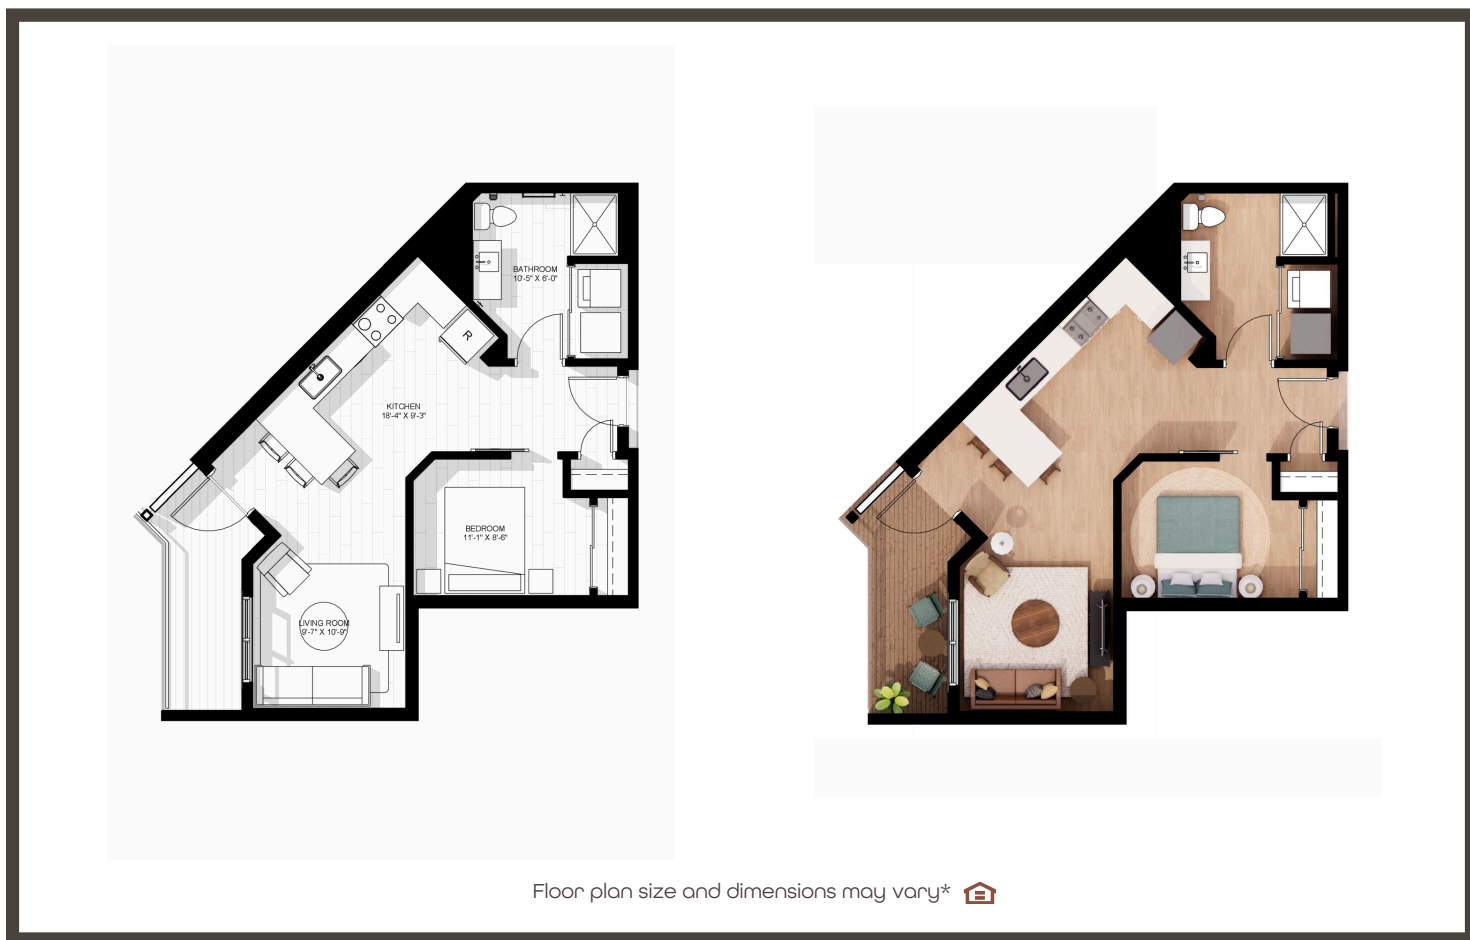 BATHROOM
10'-5" X 6'-0"
R
KITCHEN
18'-4" X 9'-3"
BEDROOM
11'-1" X 8'-6"
LIVING ROOM
9'-7" X 10'-9"
Floor plan size and dimensions may vary*